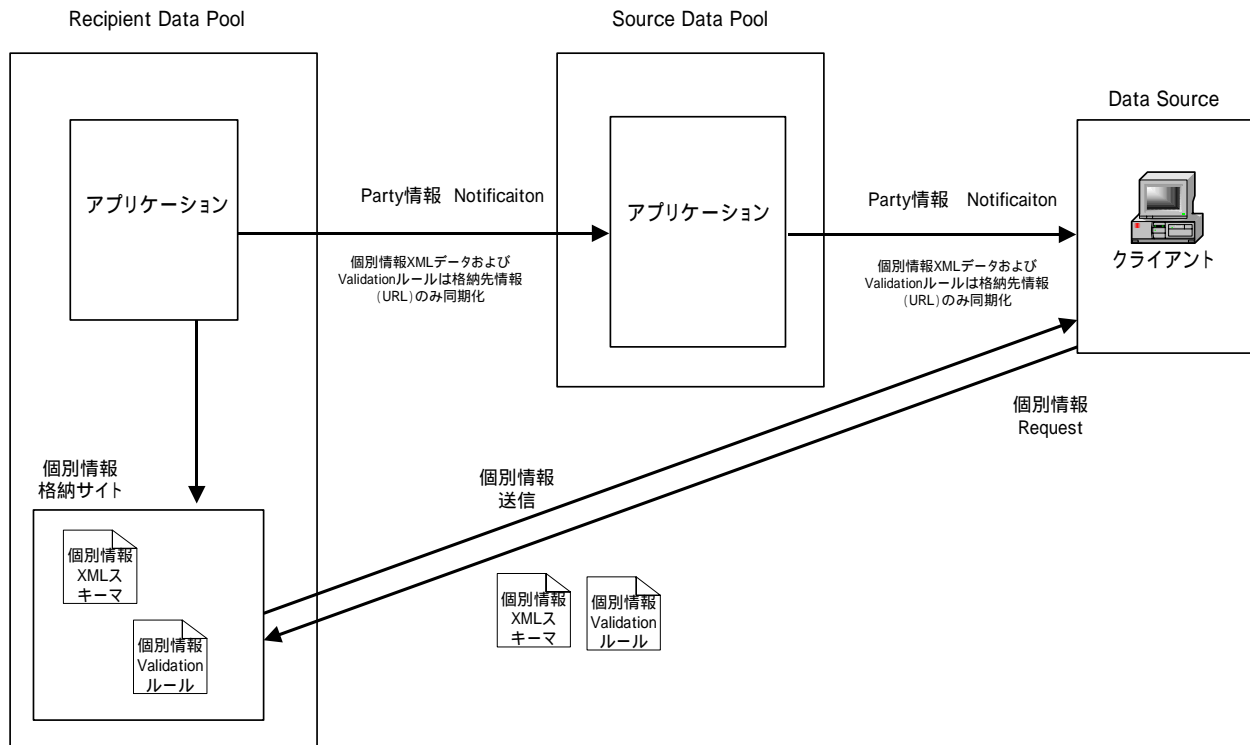 Recipient Data Pool
Source Data Pool
Data Source
アプリケーション
Party情報 Notificaiton
個別情報XMLデータおよび
Validationルールは格納先情報
(URL)のみ同期化
アプリケーション
Party情報 Notificaiton
個別情報XMLデータおよび
Validationルールは格納先情報
(URL)のみ同期化
クライアント
個別情報
Request
個別情報
送信
個別情報
格納サイト
個別情報
XMLス
キーマ
個別情報
Validation
ルール
個別情報
XMLス
キーマ
個別情報
Validation
ルール